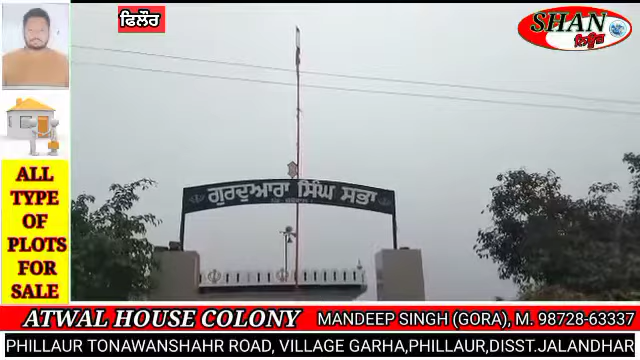 ਫਿਲੌਰ
SHAN
ਨਿਊਜ਼
ਗੁਰਦੁਆਰਾ ਸਿੰਘ ਸਭਾ
ALL
TYPE
OF
PLOTS
FOR
SALE
ATWAL HOUSE COLONY MANDEEP SINGH (GORA), M. 98728-63337
PHILLAUR TONAWANSHAHR ROAD, VILLAGE GARHA,PHILLAUR,DISST.JALANDHAR